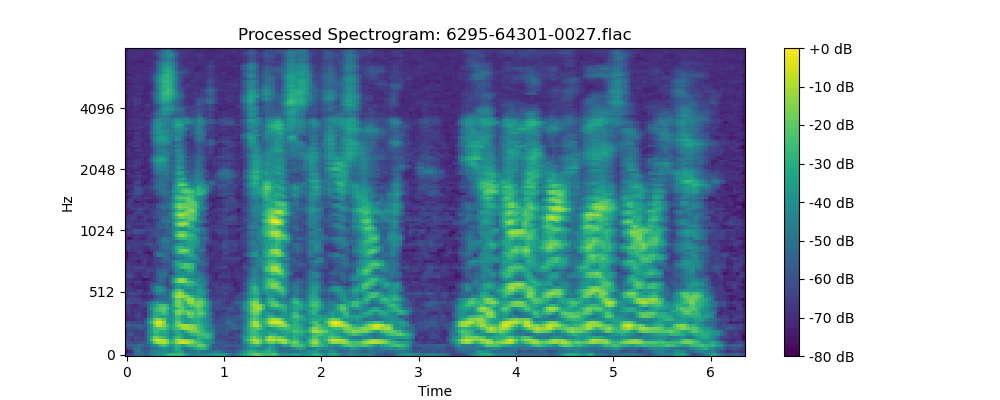 Processed Spectrogram: 6295-64301-0027.flac
Hz
4096
2048
1024
512
0
0 1 2 3 4 5 6
Time
+0 dB
-10 dB
-20 dB
-30 dB
-40 dB
-50 dB
-60 dB
-70 dB
-80 dB